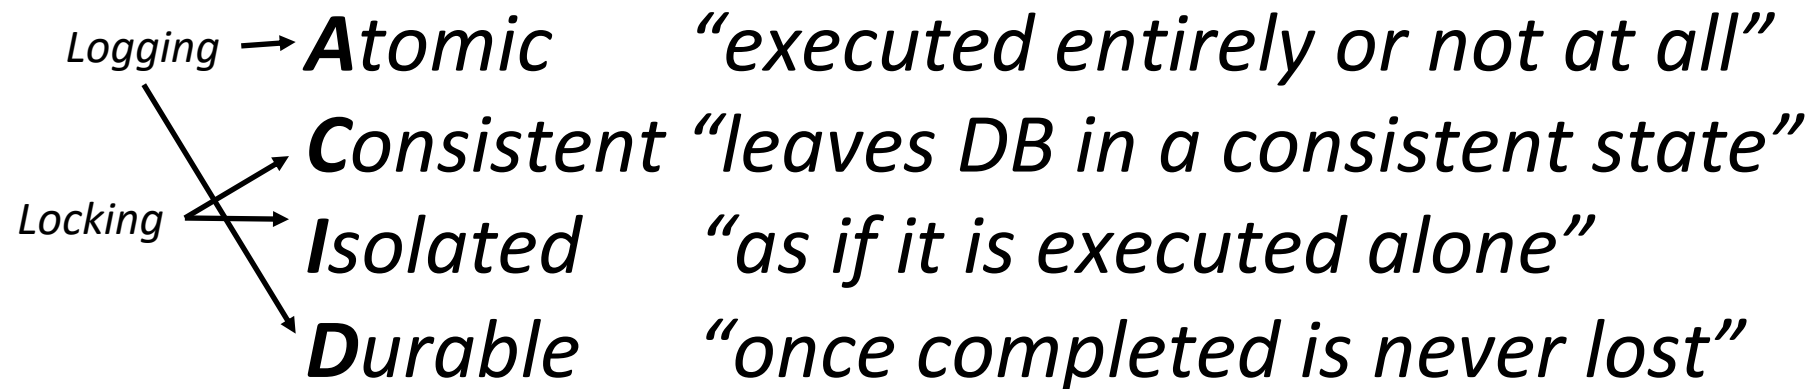 Logging Atomic “executed entirely or not at all”
Consistent “leaves DB in a consistent state”
Locking Isolated “as if it is executed alone”
Durable “once completed is never lost”